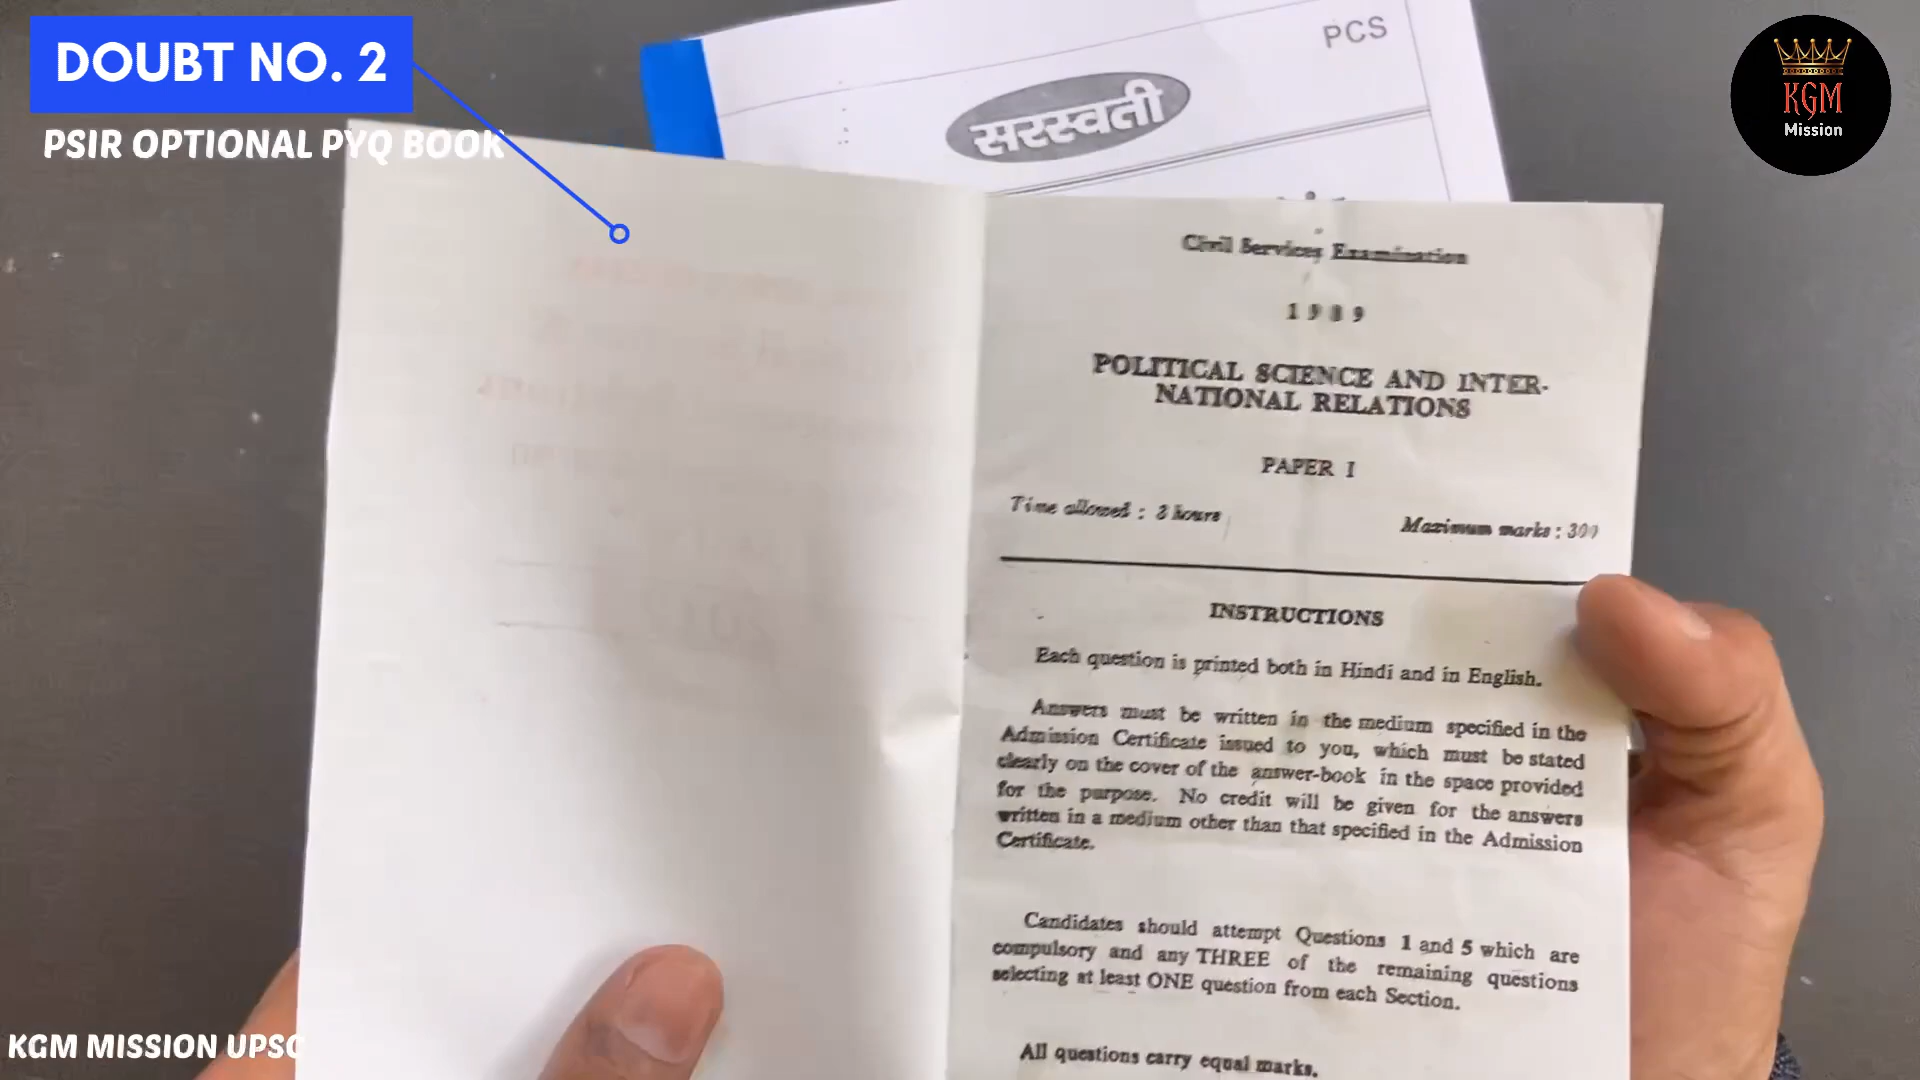 DOUBT NO. 2
PSIR OPTIONAL PYQ BOOK
PCS
सरस्वती
KGM
Mission
Civil Services Examination
1989
POLITICAL SCIENCE AND INTER-
NATIONAL RELATIONS
PAPER I
Time allowed : 3 hours
Maximum marks : 300
INSTRUCTIONS
Each question is printed both in Hindi and in English.
Answers must be written in the medium specified in the
Admission Certificate issued to you, which must be stated
clearly on the cover of the answer-book in the space provided
for the purpose. No credit will be given for the answers
written in a medium other than that specified in the Admission
Certificate.
Candidates should attempt Questions 1 and 5 which are
compulsory and any THREE of the remaining questions
selecting at least ONE question from each Section.
All questions carry equal marks.
KGM MISSION UPSC